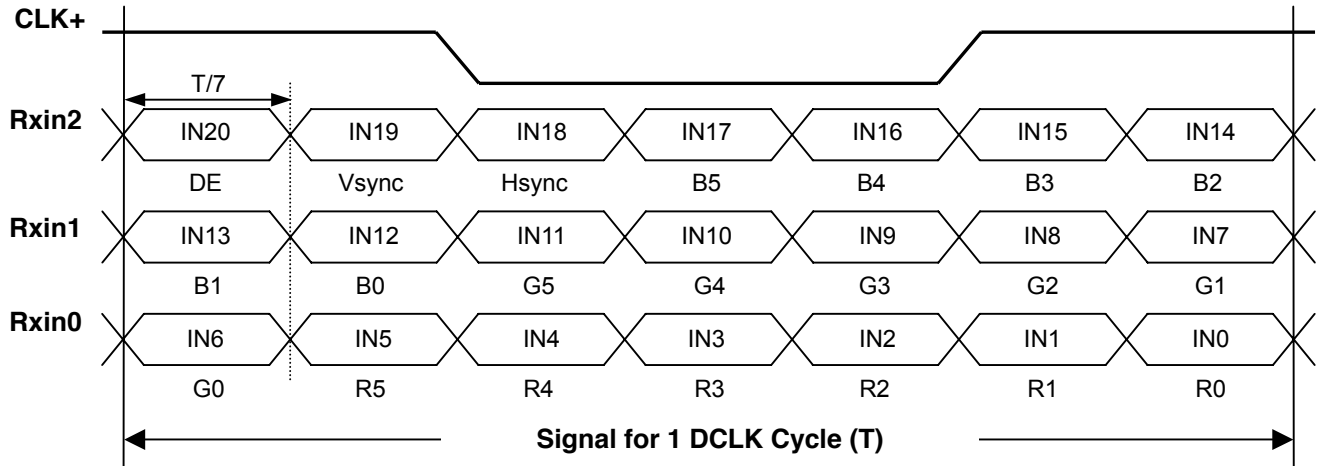 CLK+
T/7
Rxin2 IN20 IN19 IN18 IN17 IN16 IN15 IN14
DE Vsync Hsync B5 B4 B3 B2
Rxin1 IN13 IN12 IN11 IN10 IN9 IN8 IN7
B1 B0 G5 G4 G3 G2 G1
Rxin0 IN6 IN5 IN4 IN3 IN2 IN1 IN0
G0 R5 R4 R3 R2 R1 R0
Signal for 1 DCLK Cycle (T)